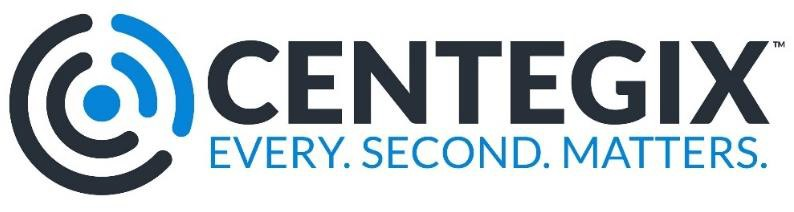 CENTEGIX™
EVERY. SECOND. MATTERS.